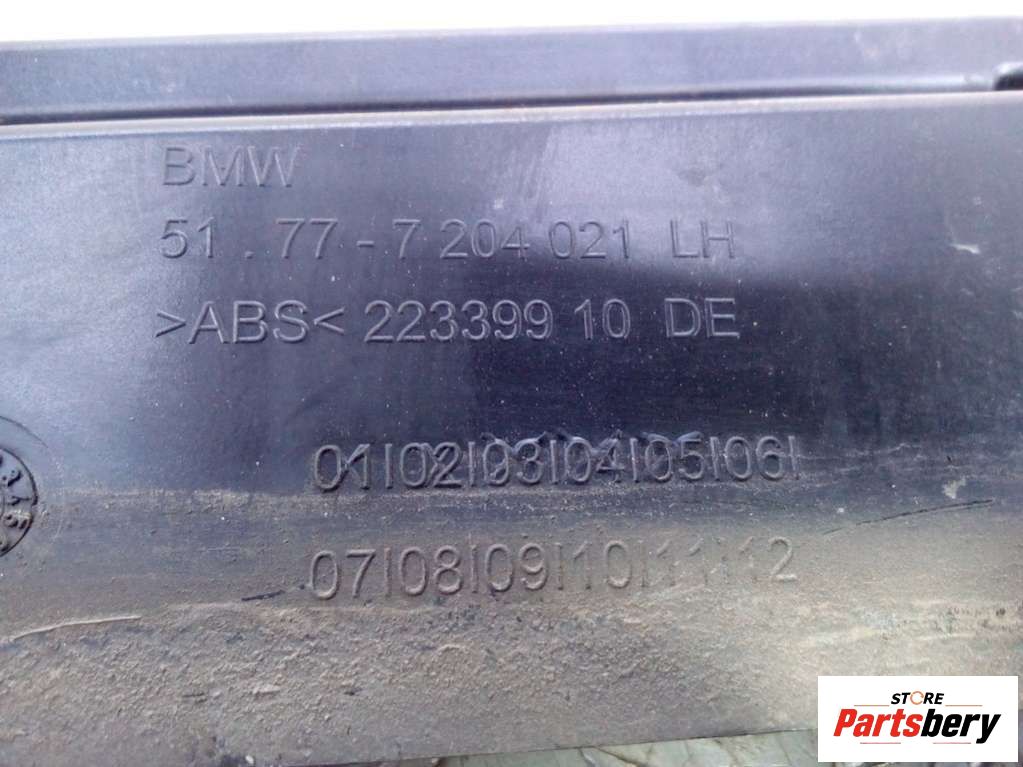 BMW
51 . 77 - 7 204 021 LH
>ABS< 223399 10 DE
01|02|03|04|05|06|
07|08|09|10|11|12
STORE
Partsbery